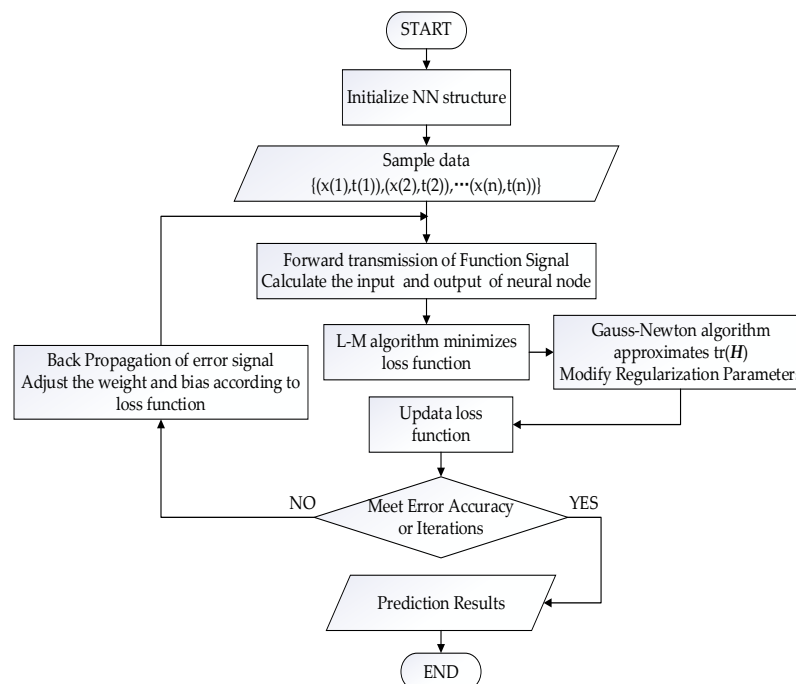 START
Initialize NN structure
Sample data
{(x(1),t(1)),(x(2),t(2)),···(x(n),t(n))}
Forward transmission of Function Signal
Calculate the input and output of neural node
L-M algorithm minimizes
loss function
Gauss-Newton algorithm
approximates tr(H)
Modify Regularization Parameters
Back Propagation of error signal
Adjust the weight and bias according to
loss function
Updata loss
function
NO
Meet Error Accuracy
or Iterations
YES
Prediction Results
END